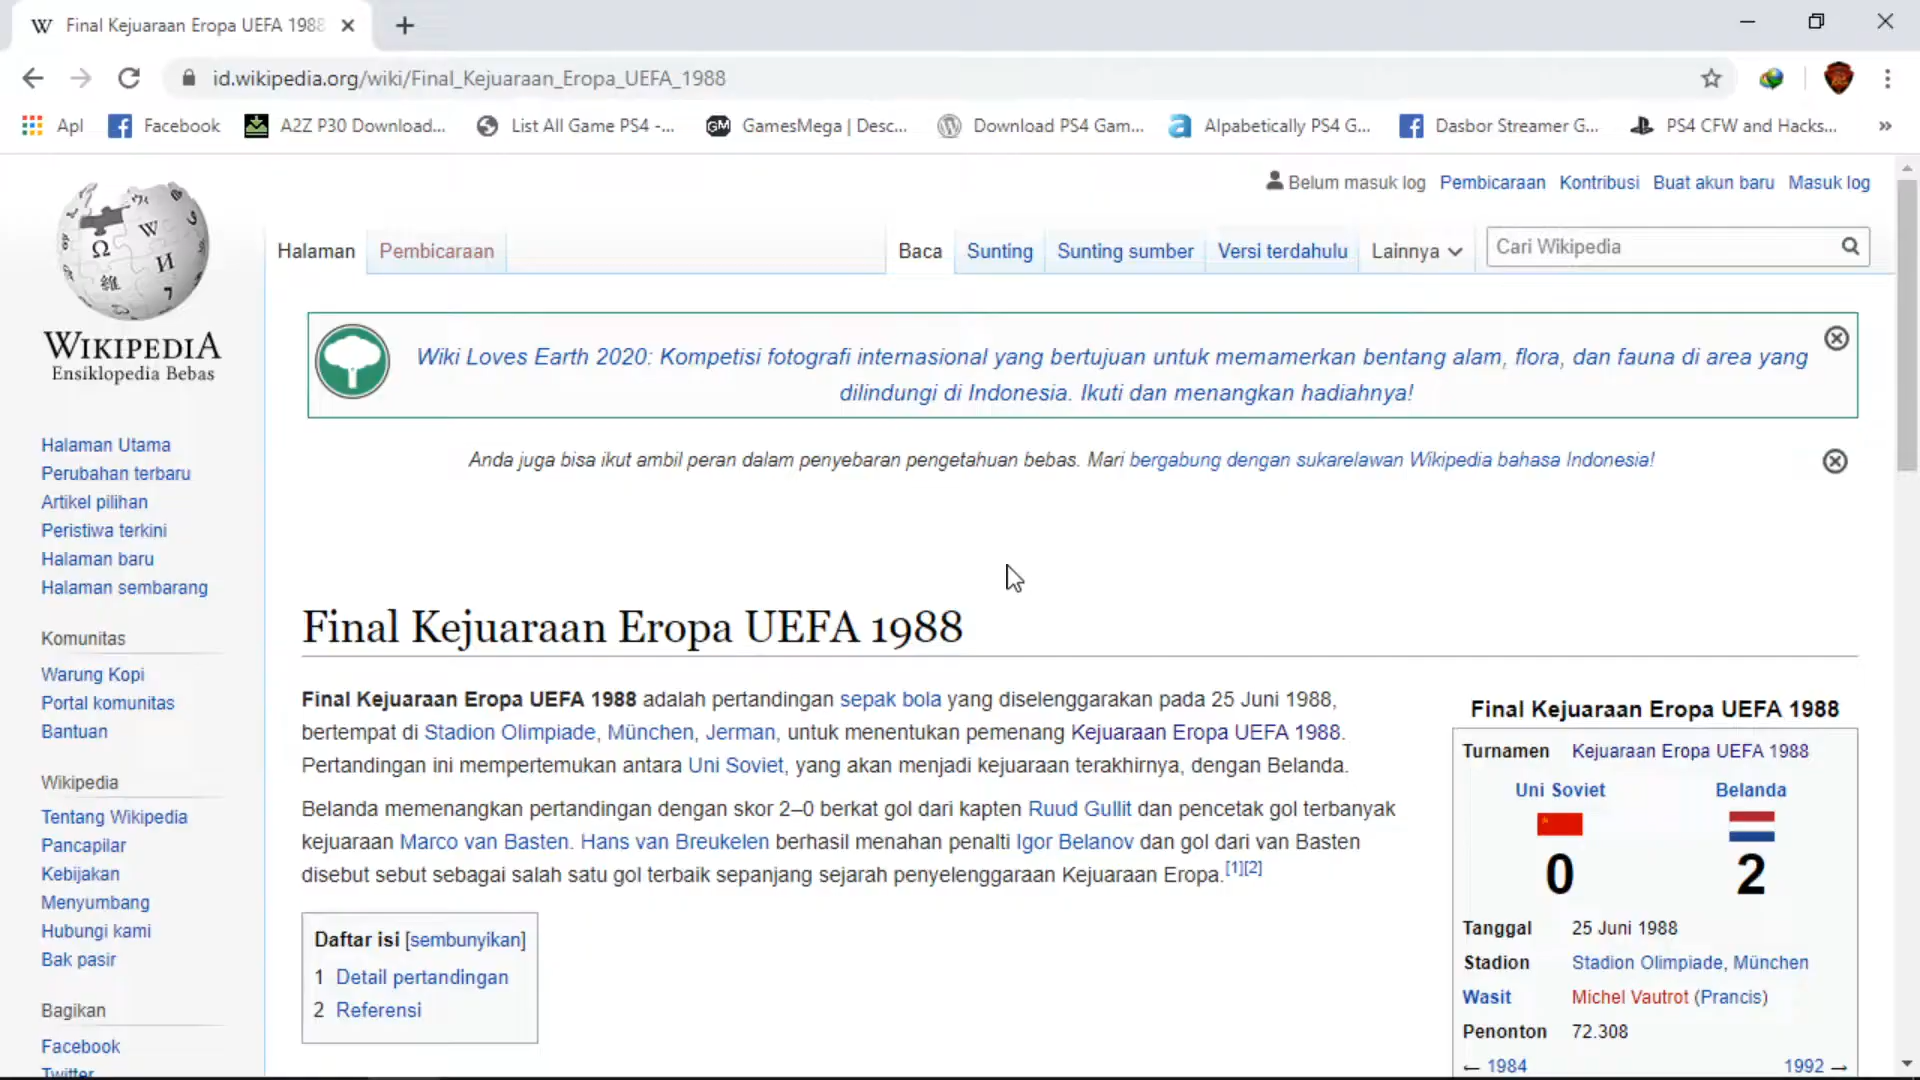 Final Kejuaraan Eropa UEFA 1988
id.wikipedia.org/wiki/Final_Kejuaraan_Eropa_UEFA_1988
Apl Facebook A2Z P30 Download... List All Game PS4 -... GamesMega | Desc... Download PS4 Gam... Alpabetically PS4 G... Dasbor Streamer G... PS4 CFW and Hacks... »
Belum masuk log Pembicaraan Kontribusi Buat akun baru Masuk log
Halaman Pembicaraan Baca Sunting Sunting sumber Versi terdahulu Lainnya Cari Wikipedia
WIKIPEDIA
Ensiklopedia Bebas
Halaman Utama
Perubahan terbaru
Artikel pilihan
Peristiwa terkini
Halaman baru
Halaman sembarang
Komunitas
Warung Kopi
Portal komunitas
Bantuan
Wikipedia
Tentang Wikipedia
Pancapilar
Kebijakan
Menyumbang
Hubungi kami
Bak pasir
Bagikan
Facebook
Twitter
Wiki Loves Earth 2020: Kompetisi fotografi internasional yang bertujuan untuk memamerkan bentang alam, flora, dan fauna di area yang
dilindungi di Indonesia. Ikuti dan menangkan hadiahnya!
Anda juga bisa ikut ambil peran dalam penyebaran pengetahuan bebas. Mari bergabung dengan sukarelawan Wikipedia bahasa Indonesia!
Final Kejuaraan Eropa UEFA 1988
Final Kejuaraan Eropa UEFA 1988 adalah pertandingan sepak bola yang diselenggarakan pada 25 Juni 1988,
bertempat di Stadion Olimpiade, München, Jerman, untuk menentukan pemenang Kejuaraan Eropa UEFA 1988.
Pertandingan ini mempertemukan antara Uni Soviet, yang akan menjadi kejuaraan terakhirnya, dengan Belanda.
Belanda memenangkan pertandingan dengan skor 2–0 berkat gol dari kapten Ruud Gullit dan pencetak gol terbanyak
kejuaraan Marco van Basten. Hans van Breukelen berhasil menahan penalti Igor Belanov dan gol dari van Basten
disebut sebut sebagai salah satu gol terbaik sepanjang sejarah penyelenggaraan Kejuaraan Eropa.[1][2]
Daftar isi [sembunyikan]
1 Detail pertandingan
2 Referensi
Final Kejuaraan Eropa UEFA 1988
Turnamen Kejuaraan Eropa UEFA 1988
Uni Soviet Belanda
0 2
Tanggal 25 Juni 1988
Stadion Stadion Olimpiade, München
Wasit Michel Vautrot (Prancis)
Penonton 72.308
← 1984 1992 →